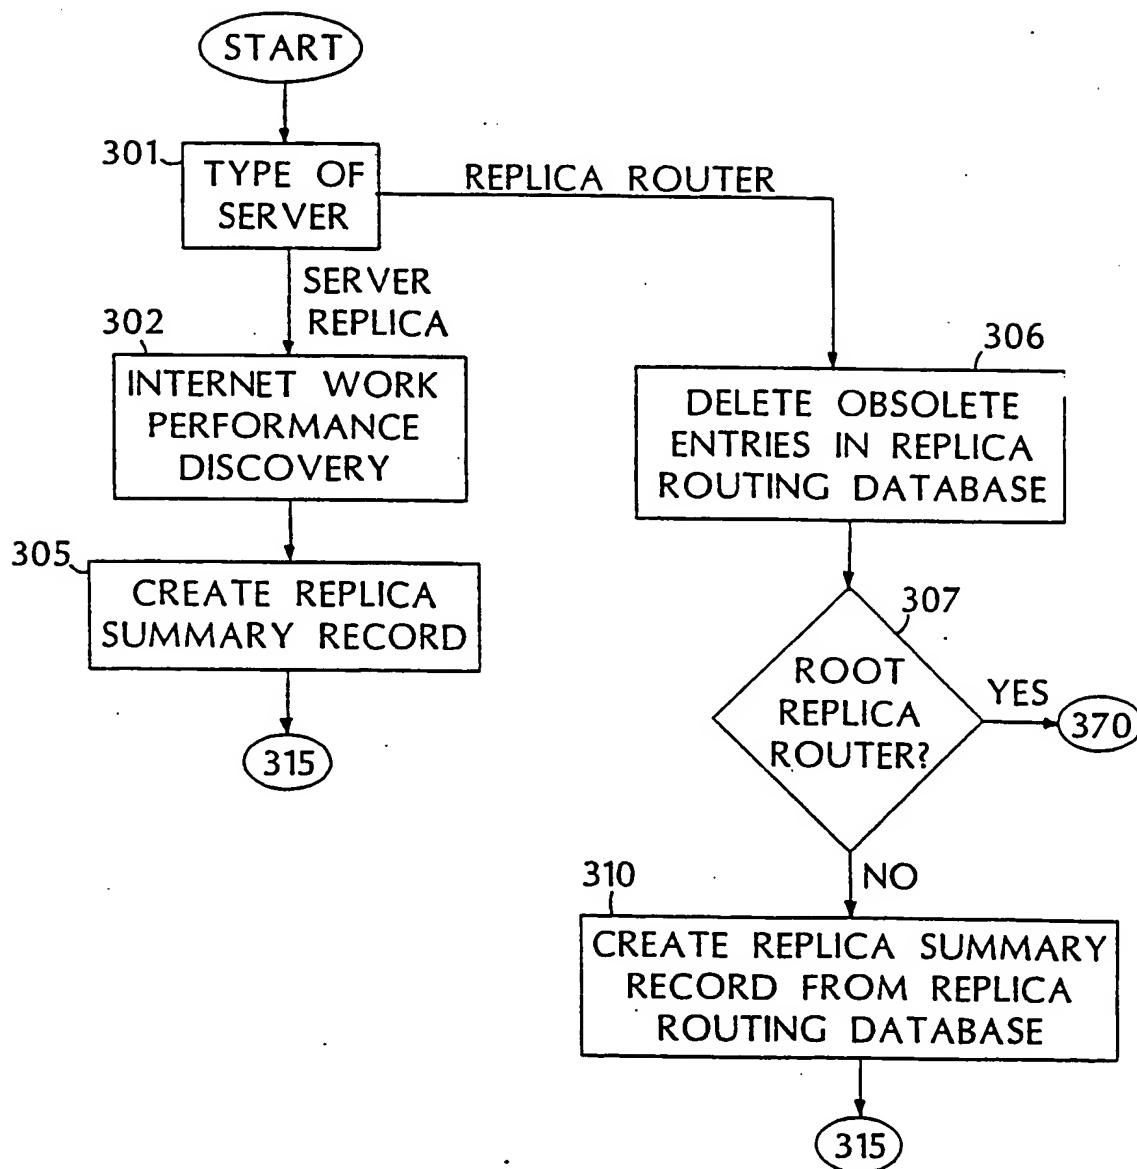 START
301
TYPE OF
SERVER
REPLICA ROUTER
SERVER
REPLICA
302
INTERNET WORK
PERFORMANCE
DISCOVERY
305
CREATE REPLICA
SUMMARY RECORD
315
306
DELETE OBSOLETE
ENTRIES IN REPLICA
ROUTING DATABASE
307
ROOT
REPLICA
ROUTER?
YES
370
NO
310
CREATE REPLICA SUMMARY
RECORD FROM REPLICA
ROUTING DATABASE
315